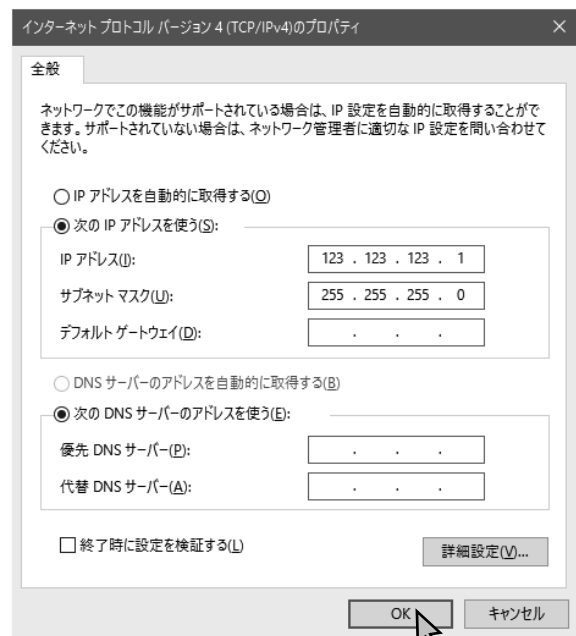 インターネット プロトコル バージョン 4 (TCP/IPv4)のプロパティ
全般
ネットワークでこの機能がサポートされている場合は、IP 設定を自動的に取得することがで
きます。サポートされていない場合は、ネットワーク管理者に適切な IP 設定を問い合わせて
ください。
IP アドレスを自動的に取得する(O)
次の IP アドレスを使う(S):
IP アドレス(I): 123 . 123 . 123 . 1
サブネット マスク(U): 255 . 255 . 255 . 0
デフォルト ゲートウェイ(D): . . .
DNS サーバーのアドレスを自動的に取得する(B)
次の DNS サーバーのアドレスを使う(E):
優先 DNS サーバー(P): . . .
代替 DNS サーバー(A): . . .
終了時に設定を検証する(L)
詳細設定(V)...
OK キャンセル